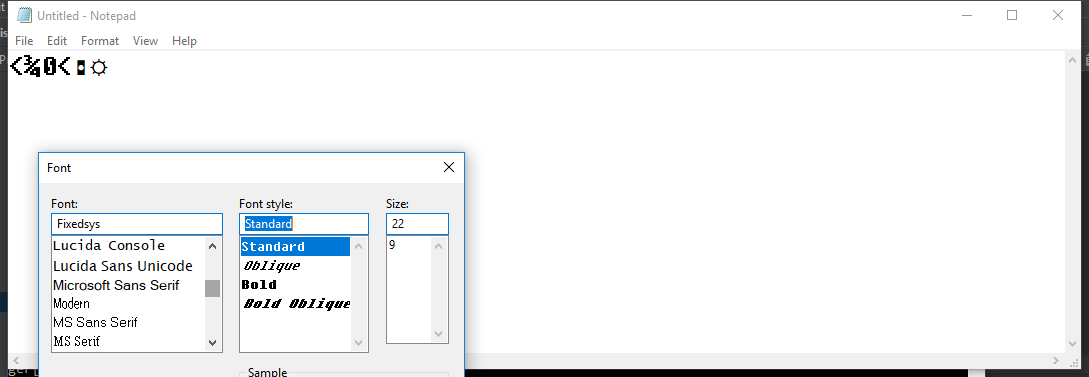 Untitled - Notepad
File Edit Format View Help
<¾0<◘☼
Font
Font: Font style: Size:
Fixedsys Standard 22
Lucida Console Standard 9
Lucida Sans Unicode Oblique
Microsoft Sans Serif Bold
Modern Bold Oblique
MS Sans Serif
MS Serif
Sample